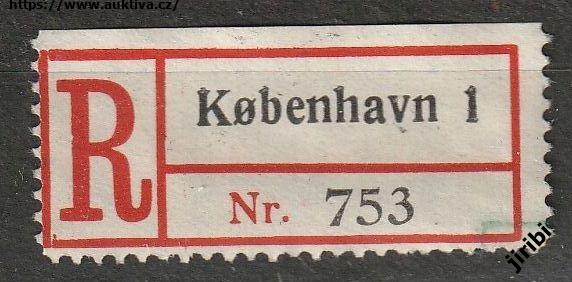 https://www.auktiva.cz/
R
København 1
Nr. 753
jiribi